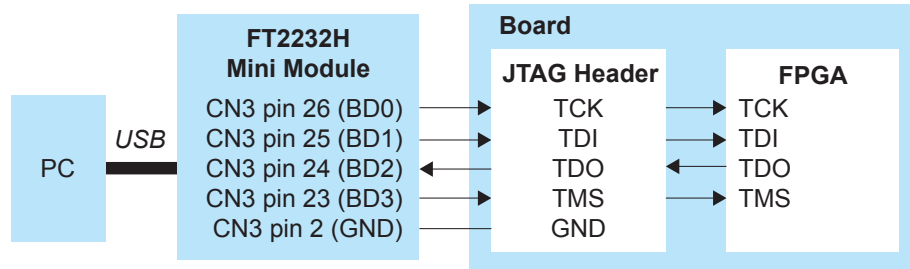 PC
USB
FT2232H
Mini Module
CN3 pin 26 (BD0)
CN3 pin 25 (BD1)
CN3 pin 24 (BD2)
CN3 pin 23 (BD3)
CN3 pin 2 (GND)
Board
JTAG Header
TCK
TDI
TDO
TMS
GND
FPGA
TCK
TDI
TDO
TMS